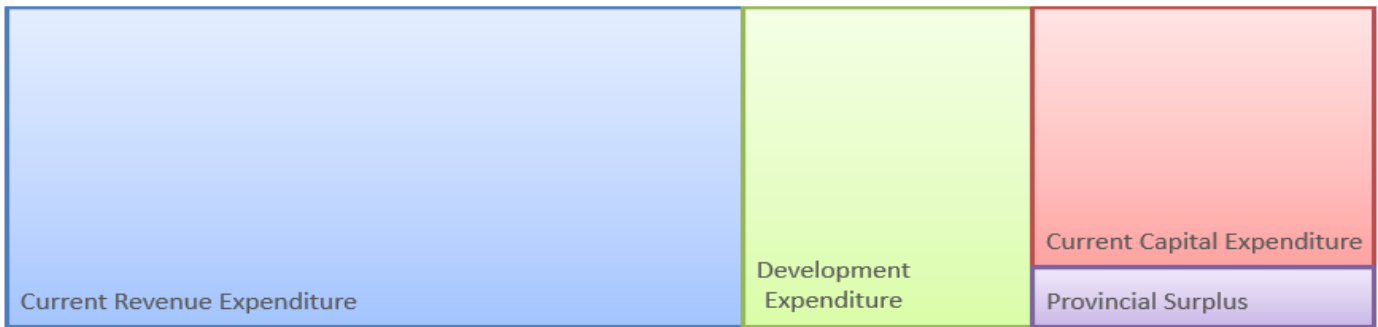 Current Revenue Expenditure
Development
Expenditure
Current Capital Expenditure
Provincial Surplus